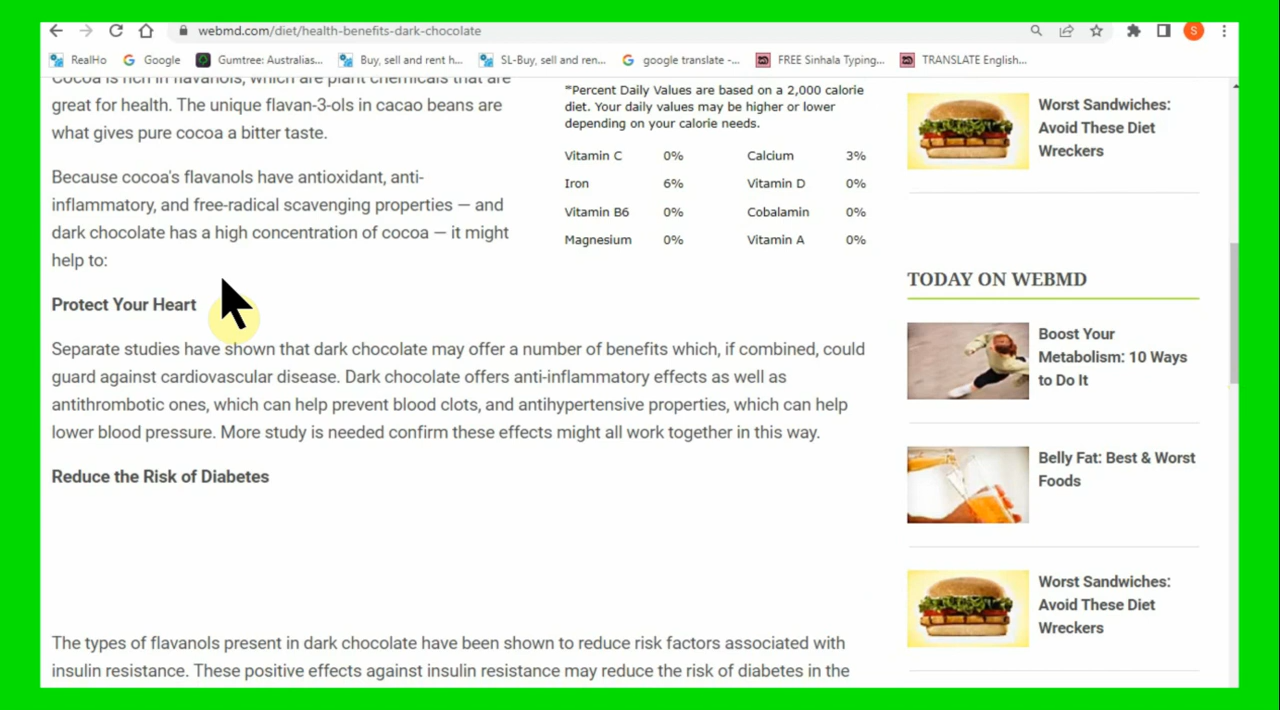 webmd.com/diet/health-benefits-dark-chocolate
S
RealHo
Google
Gumtree: Australias...
Buy, sell and rent h...
SL-Buy, sell and ren...
google translate -...
FREE Sinhala Typing...
TRANSLATE English...
Cocoa is rich in flavanols, which are plant chemicals that are
great for health. The unique flavan-3-ols in cacao beans are
what gives pure cocoa a bitter taste.
Because cocoa's flavanols have antioxidant, anti-
inflammatory, and free-radical scavenging properties — and
dark chocolate has a high concentration of cocoa — it might
help to:
*Percent Daily Values are based on a 2,000 calorie
diet. Your daily values may be higher or lower
depending on your calorie needs.
Vitamin C 0% Calcium 3%
Iron 6% Vitamin D 0%
Vitamin B6 0% Cobalamin 0%
Magnesium 0% Vitamin A 0%
Protect Your Heart
Separate studies have shown that dark chocolate may offer a number of benefits which, if combined, could
guard against cardiovascular disease. Dark chocolate offers anti-inflammatory effects as well as
antithrombotic ones, which can help prevent blood clots, and antihypertensive properties, which can help
lower blood pressure. More study is needed confirm these effects might all work together in this way.
Reduce the Risk of Diabetes
The types of flavanols present in dark chocolate have been shown to reduce risk factors associated with
insulin resistance. These positive effects against insulin resistance may reduce the risk of diabetes in the
Worst Sandwiches:
Avoid These Diet
Wreckers
TODAY ON WEBMD
Boost Your
Metabolism: 10 Ways
to Do It
Belly Fat: Best & Worst
Foods
Worst Sandwiches:
Avoid These Diet
Wreckers